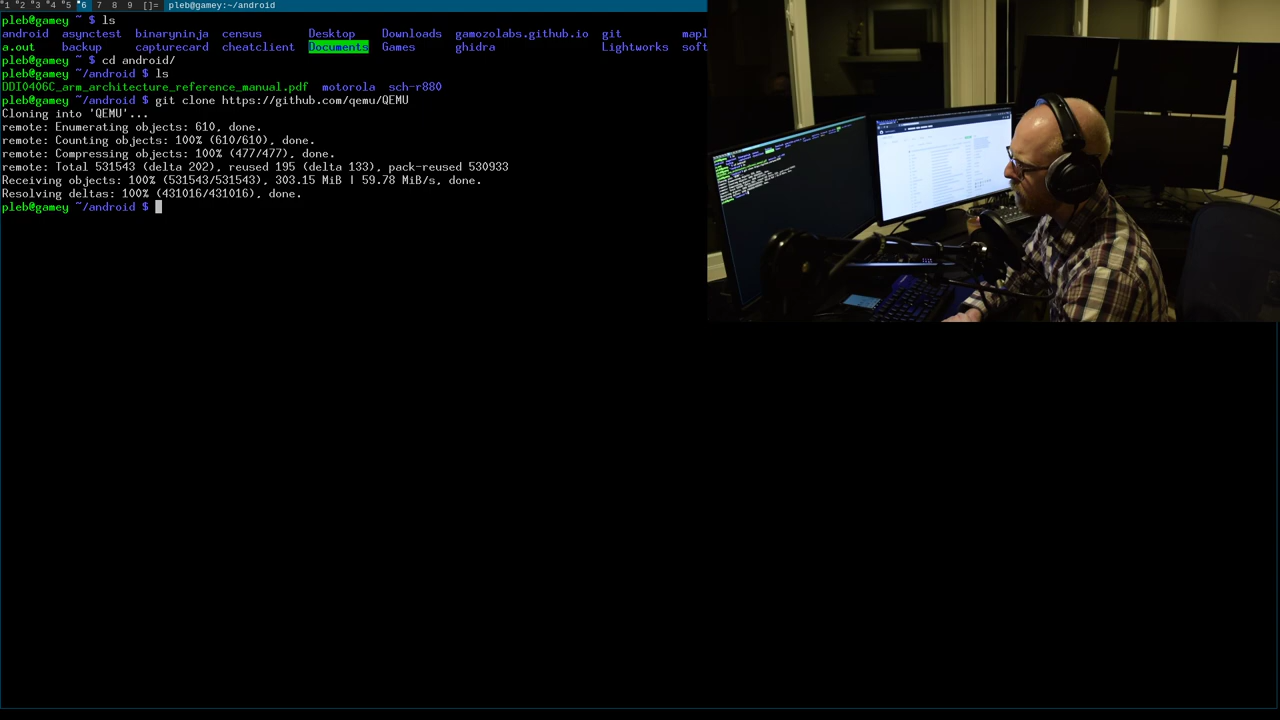 1 2 3 4 5 6 7 8 9 []= pleb@gamey:~/android
pleb@gamey ~ $ ls
android asynctest binaryninja census Desktop Downloads gamozolabs.github.io git mapl
a.out backup capturecard cheatclient Documents Games ghidra Lightworks soft
pleb@gamey ~ $ cd android/
pleb@gamey ~/android $ ls
DDI0406C_arm_architecture_reference_manual.pdf motorola sch-r880
pleb@gamey ~/android $ git clone https://github.com/qemu/QEMU
Cloning into 'QEMU'...
remote: Enumerating objects: 610, done.
remote: Counting objects: 100% (610/610), done.
remote: Compressing objects: 100% (477/477), done.
remote: Total 531543 (delta 202), reused 195 (delta 133), pack-reused 530933
Receiving objects: 100% (531543/531543), 303.15 MiB | 59.78 MiB/s, done.
Resolving deltas: 100% (431016/431016), done.
pleb@gamey ~/android $